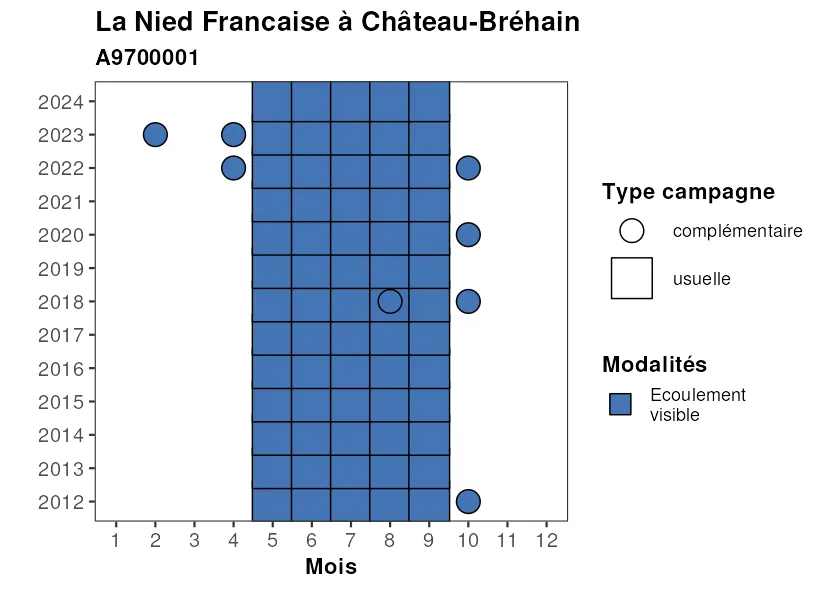 La Nied Francaise à Château-Bréhain
A9700001
2024
2023
2022
2021
2020
2019
2018
2017
2016
2015
2014
2013
2012
1 2 3 4 5 6 7 8 9 10 11 12
Mois
Type campagne
complémentaire
usuelle
Modalités
Ecoulement
visible